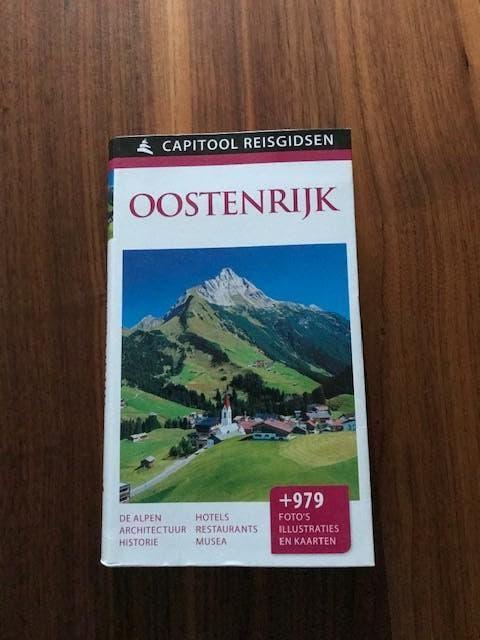 CAPITOOL REISGIDSEN
OOSTENRIJK
DE ALPEN
ARCHITECTUUR
HISTORIE
HOTELS
RESTAURANTS
MUSEA
+979
FOTO'S
ILLUSTRATIES
EN KAARTEN